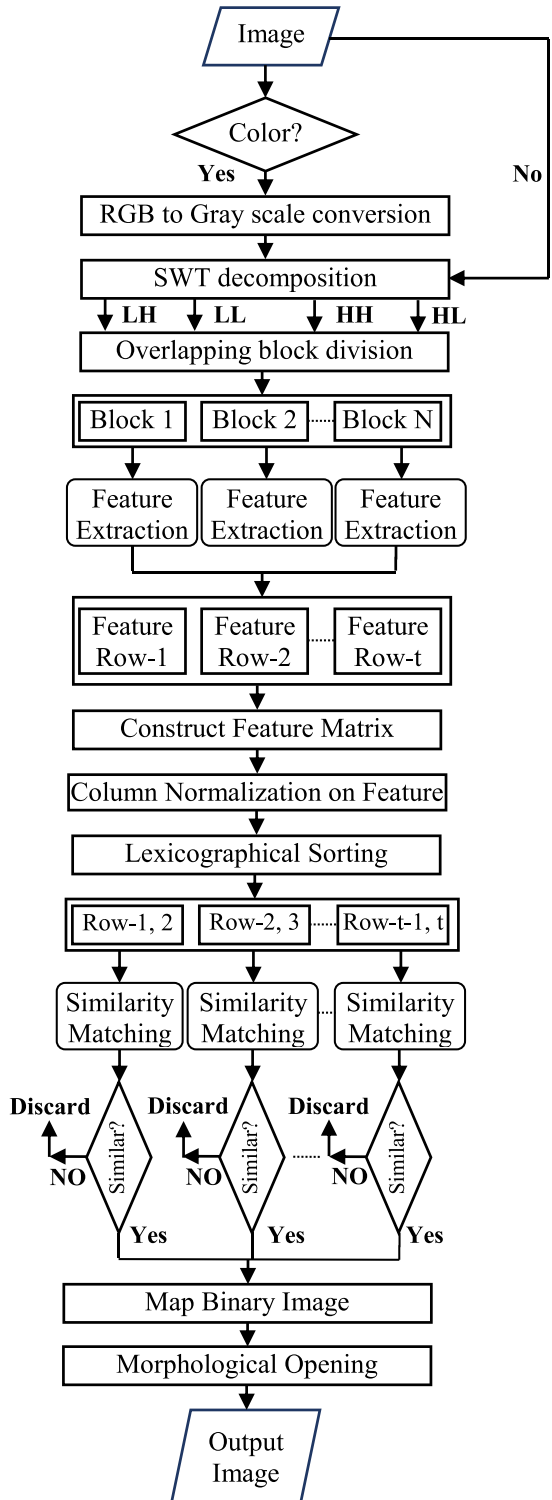 Image
Color?
Yes
No
RGB to Gray scale conversion
SWT decomposition
LH LL HH HL
Overlapping block division
Block 1 Block 2 Block N
Feature Feature Feature
Extraction Extraction Extraction
Feature Feature Feature
Row-1 Row-2 Row-t
Construct Feature Matrix
Column Normalization on Feature
Lexicographical Sorting
Row-1, 2 Row-2, 3 Row-t-1, t
Similarity Similarity Similarity
Matching Matching Matching
Discard Discard Discard
Similar? Similar? Similar?
NO NO NO
Yes Yes Yes
Map Binary Image
Morphological Opening
Output
Image